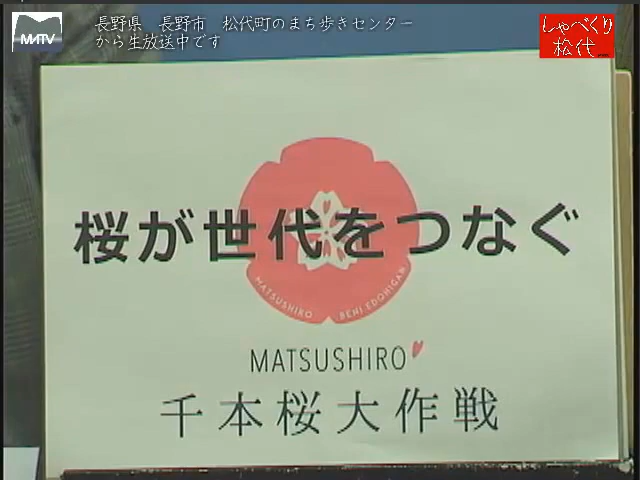 MATV
長野県 長野市 松代町のまち歩きセンター
から生放送中です
しゃべくり
松代
桜が世代をつなぐ
MATSUSHIRO BENI EDOHIGAN
MATSUSHIRO
千本桜大作戦